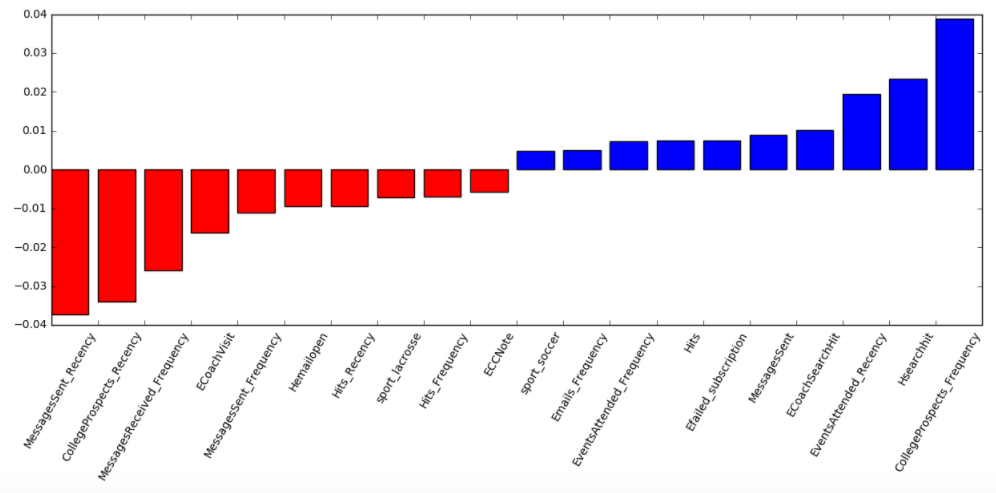 0.04
0.03
0.02
0.01
0.00
−0.01
−0.02
−0.03
−0.04
MessagesSent_Recency
CollegeProspects_Recency
MessagesReceived_Frequency
ECoachVisit
MessagesSent_Frequency
Hemailopen
Hits_Recency
sport_lacrosse
Hits_Frequency
ECCNote
sport_soccer
Emails_Frequency
EventsAttended_Frequency
Hits
Efailed_subscription
MessagesSent
ECoachSearchHit
EventsAttended_Recency
Hsearchhit
CollegeProspects_Frequency